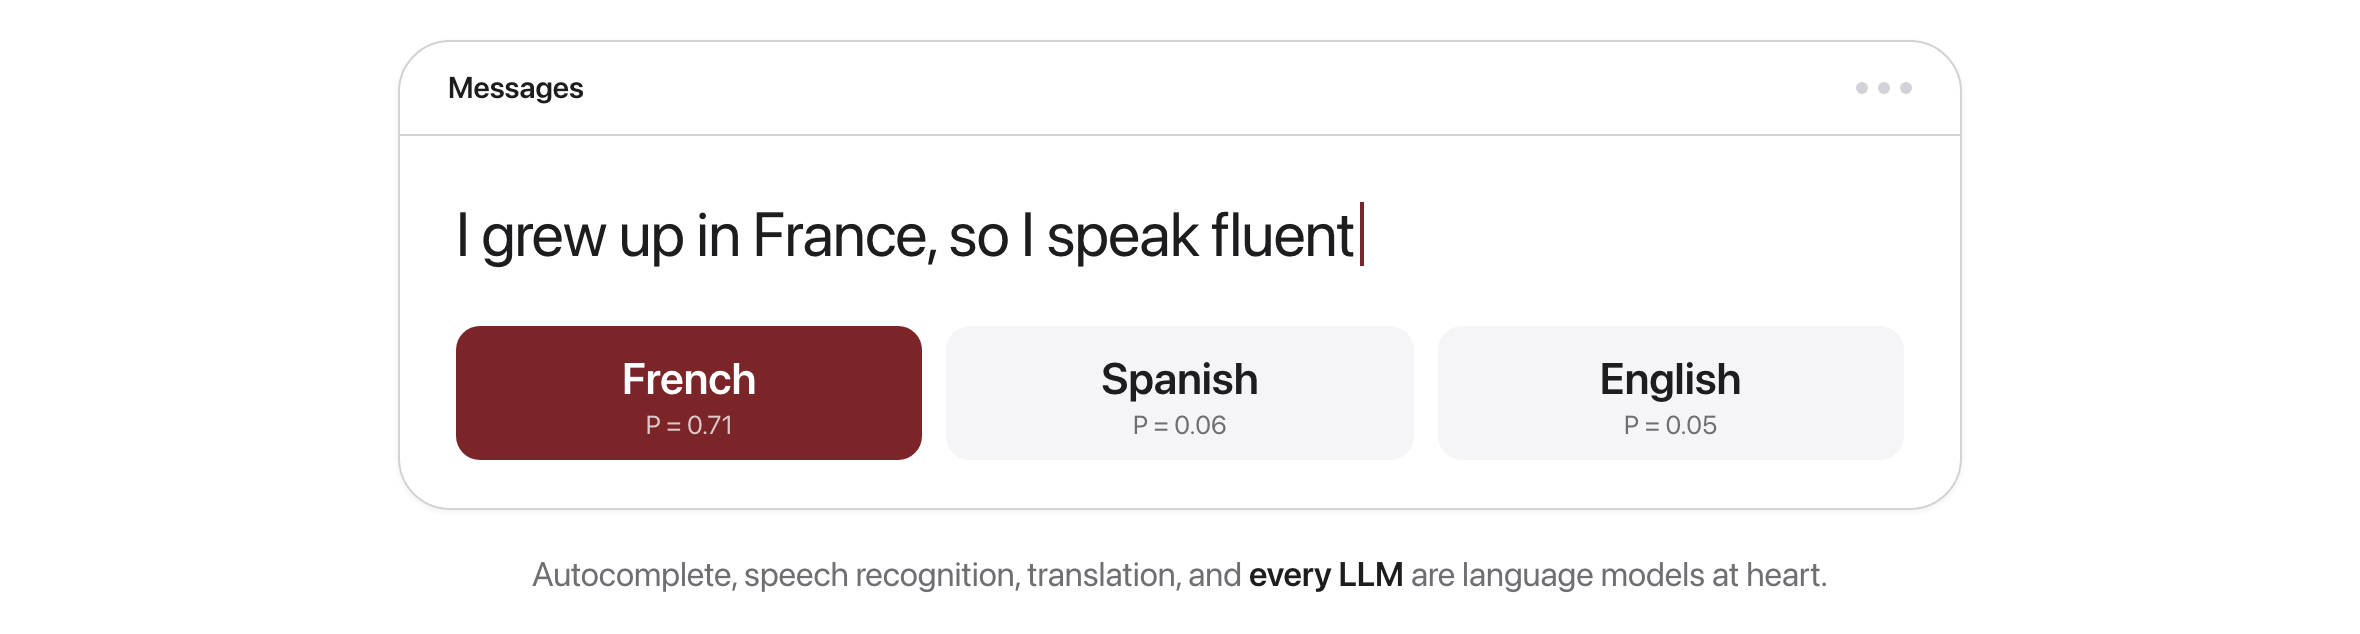 Messages
I grew up in France, so I speak fluent
French Spanish English
P = 0.71 P = 0.06 P = 0.05
Autocomplete, speech recognition, translation, and every LLM are language models at heart.